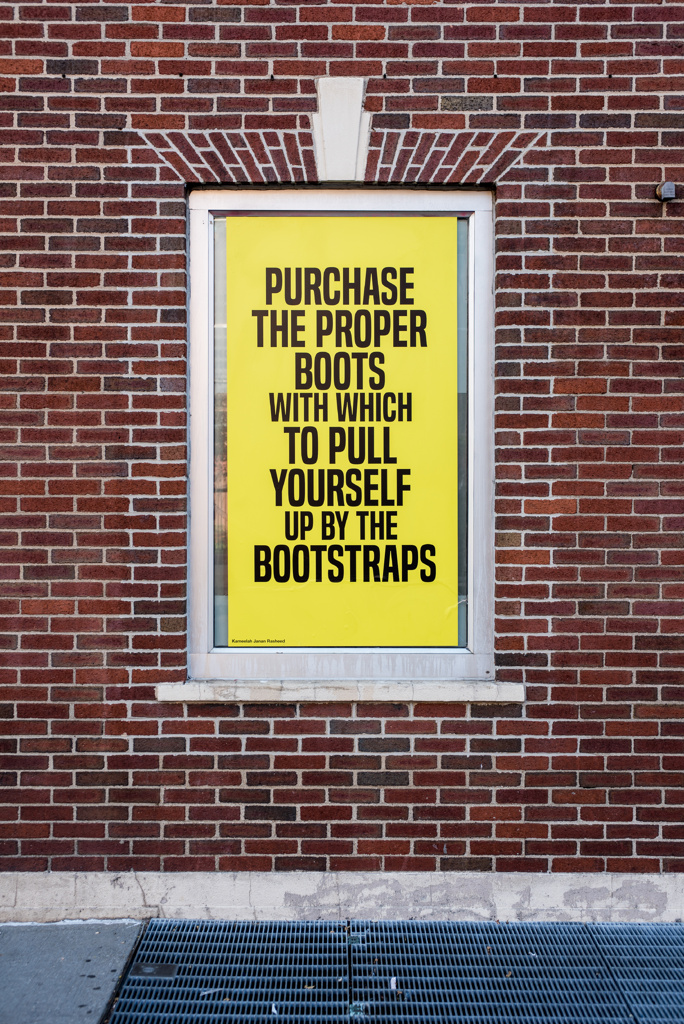 PURCHASE
THE PROPER
BOOTS
WITH WHICH
TO PULL
YOURSELF
UP BY THE
BOOTSTRAPS
Kameelah Janan Rasheed